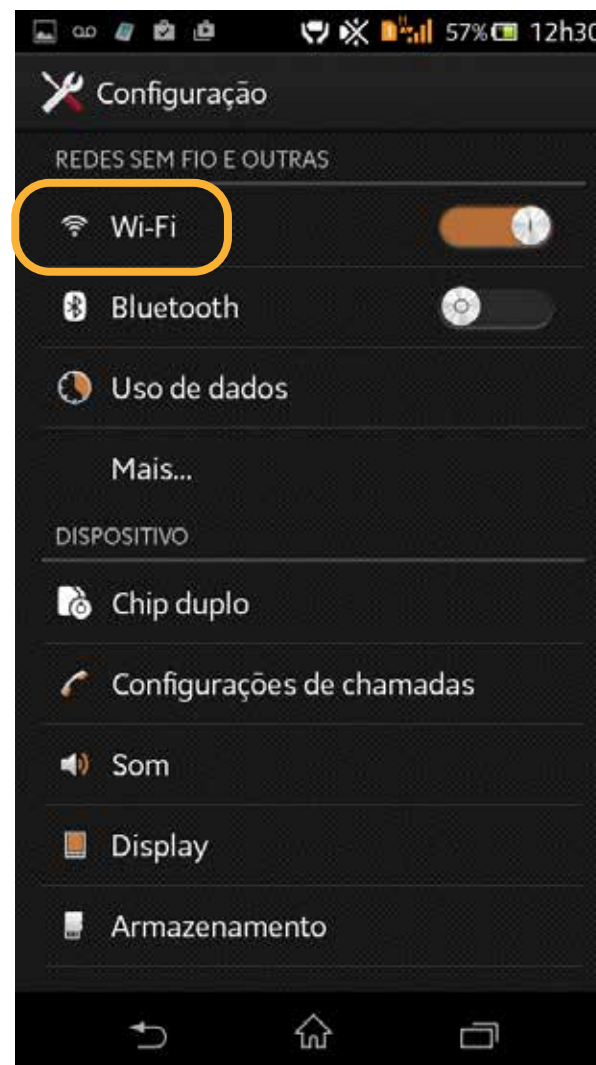 57% 12h30
Configuração
REDES SEM FIO E OUTRAS
Wi-Fi
Bluetooth
Uso de dados
Mais...
DISPOSITIVO
Chip duplo
Configurações de chamadas
Som
Display
Armazenamento